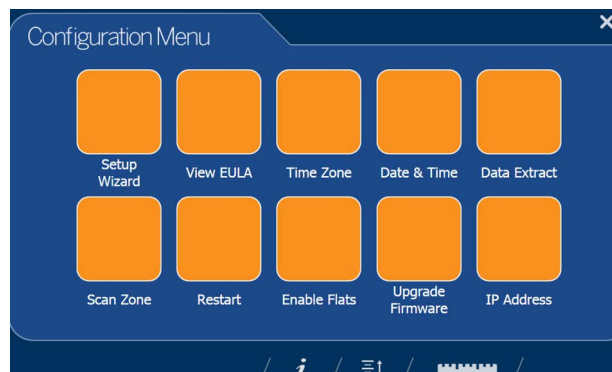 Configuration Menu
Setup
Wizard
View EULA
Time Zone
Date & Time
Data Extract
Scan Zone
Restart
Enable Flats
Upgrade
Firmware
IP Address